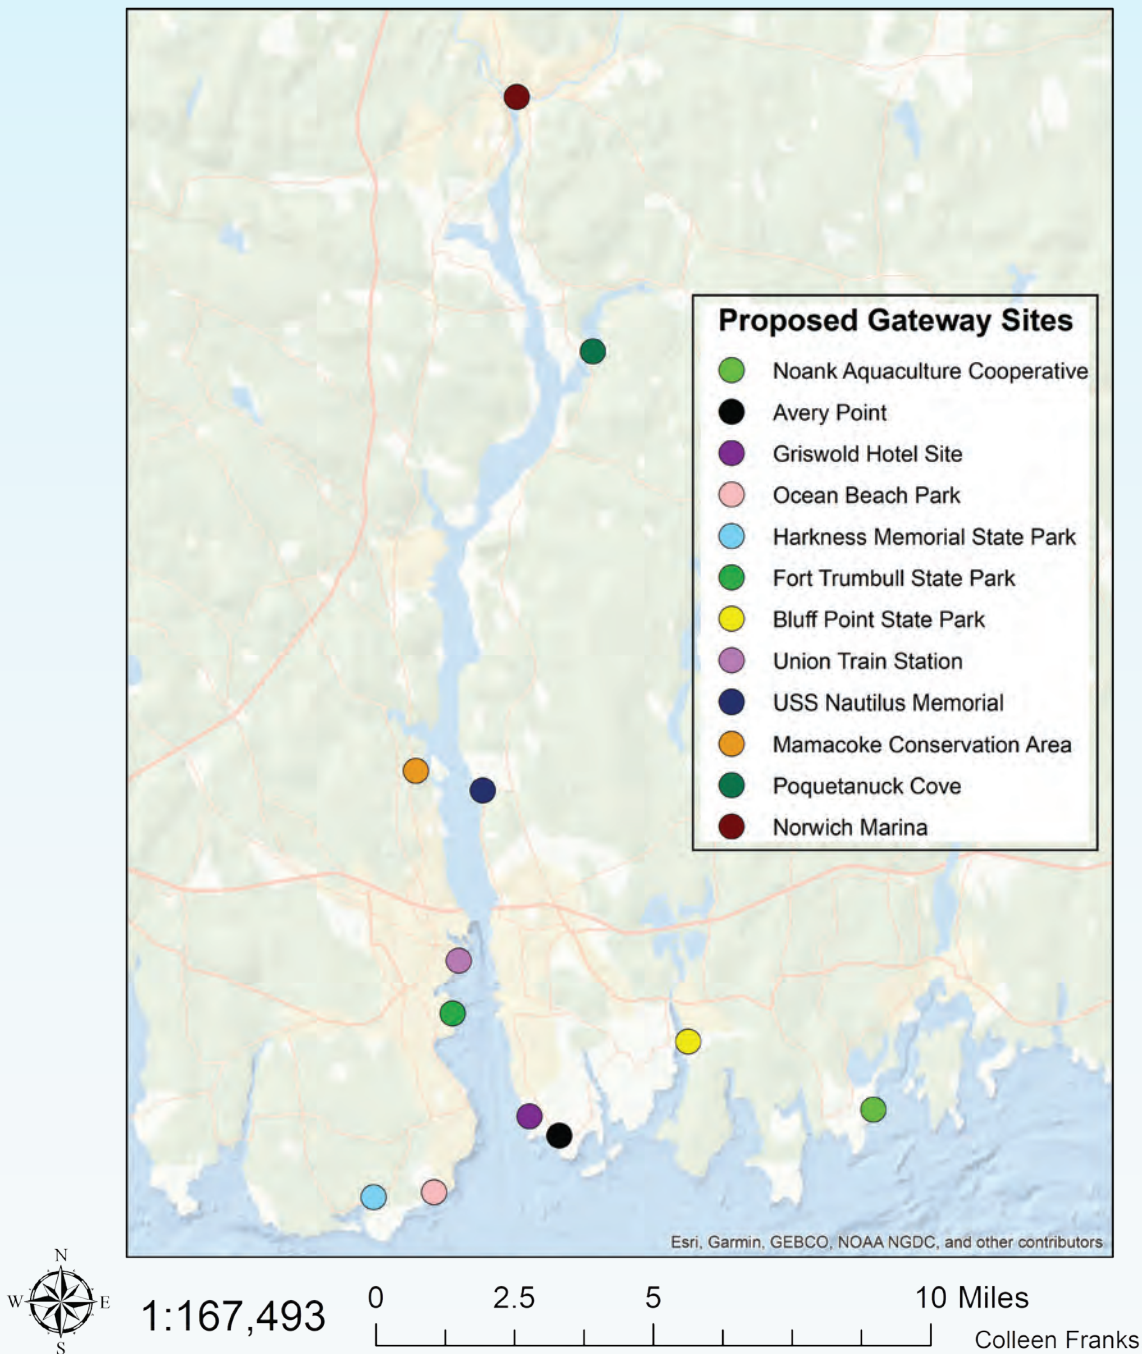 Proposed Gateway Sites
Noank Aquaculture Cooperative
Avery Point
Griswold Hotel Site
Ocean Beach Park
Harkness Memorial State Park
Fort Trumbull State Park
Bluff Point State Park
Union Train Station
USS Nautilus Memorial
Mamacoke Conservation Area
Poquetanuck Cove
Norwich Marina
Esri, Garmin, GEBCO, NOAA NGDC, and other contributors
N
W E
S
1:167,493
0 2.5 5 10 Miles
Colleen Franks